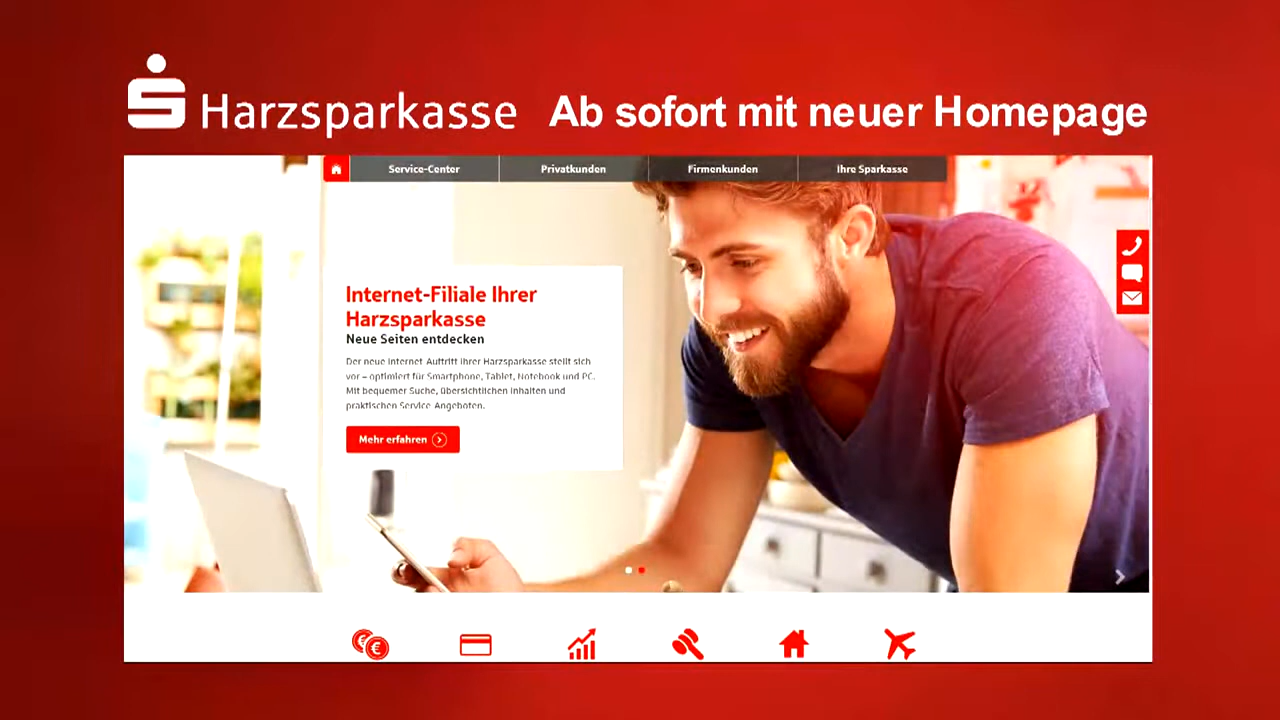 Harzsparkasse Ab sofort mit neuer Homepage
Service-Center Privatkunden Firmenkunden Ihre Sparkasse
Internet-Filiale Ihrer
Harzsparkasse
Neue Seiten entdecken
Der neue Internet-Auftritt Ihrer Harzsparkasse stellt sich
vor – optimiert für Smartphone, Tablet, Notebook und PC.
Mit bequemer Suche, übersichtlichen Inhalten und
praktischen Service-Angeboten.
Mehr erfahren